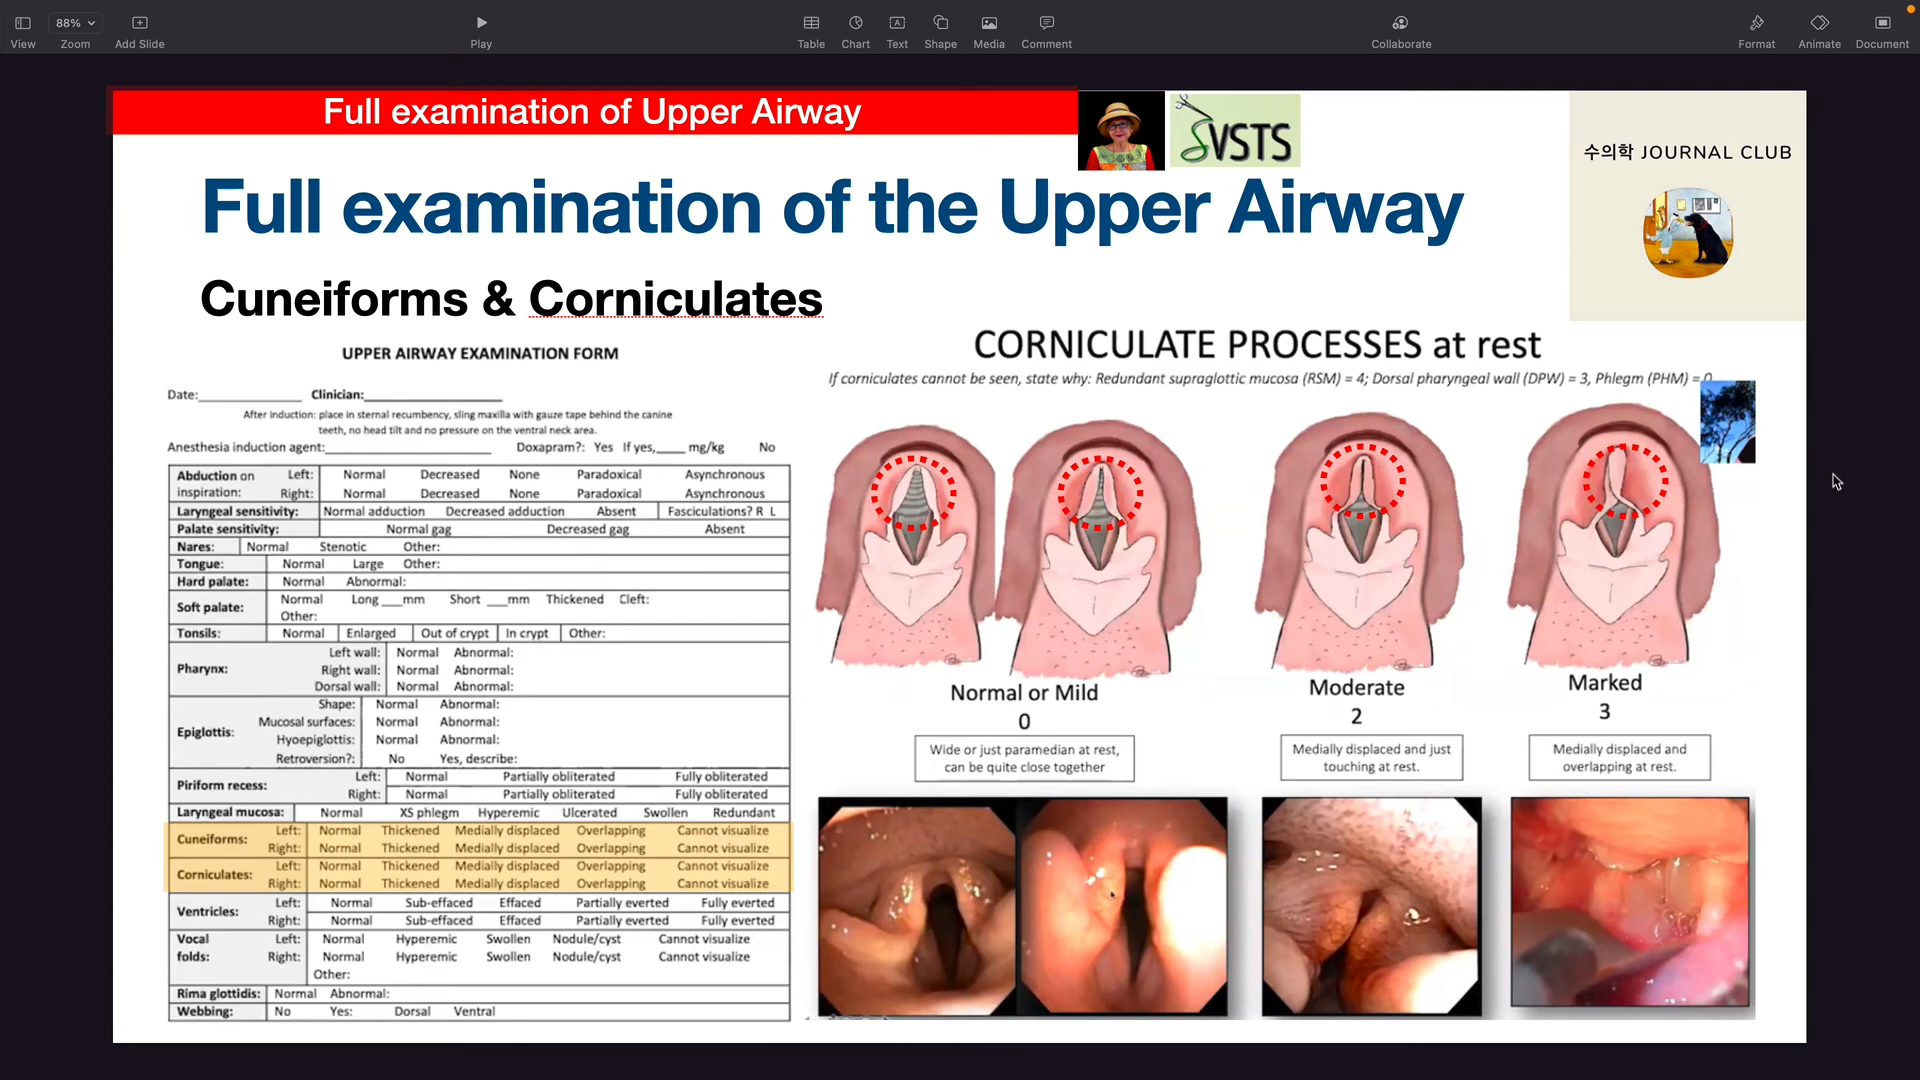 88%
View
Zoom
Add Slide
Play
Table
Chart
Text
Shape
Media
Comment
Collaborate
Format
Animate
Document
Full examination of Upper Airway
VSTS
수의학 JOURNAL CLUB
Full examination of the Upper Airway
Cuneiforms & Corniculates
UPPER AIRWAY EXAMINATION FORM
Date: Clinician:
After induction: place in sternal recumbency, sling maxilla with gauze tape behind the canine
teeth, no head tilt and no pressure on the ventral neck area.
Anesthesia induction agent: Doxapram?: Yes If yes,____ mg/kg No
Abduction on Left: Normal Decreased None Paradoxical Asynchronous
inspiration: Right: Normal Decreased None Paradoxical Asynchronous
Laryngeal sensitivity: Normal adduction Decreased adduction Absent Fasciculations? R L
Palate sensitivity: Normal gag Decreased gag Absent
Nares: Normal Stenotic Other:
Tongue: Normal Large Other:
Hard palate: Normal Abnormal:
Soft palate: Normal Long ___mm Short ___mm Thickened Cleft:
Other:
Tonsils: Normal Enlarged Out of crypt In crypt Other:
Pharynx: Left wall: Normal Abnormal:
Right wall: Normal Abnormal:
Dorsal wall: Normal Abnormal:
Epiglottis: Shape: Normal Abnormal:
Mucosal surfaces: Normal Abnormal:
Hyoepiglottis: Normal Abnormal:
Retroversion?: No Yes, describe:
Piriform recess: Left: Normal Partially obliterated Fully obliterated
Right: Normal Partially obliterated Fully obliterated
Laryngeal mucosa: Normal XS phlegm Hyperemic Ulcerated Swollen Redundant
Cuneiforms: Left: Normal Thickened Medially displaced Overlapping Cannot visualize
Right: Normal Thickened Medially displaced Overlapping Cannot visualize
Corniculates: Left: Normal Thickened Medially displaced Overlapping Cannot visualize
Right: Normal Thickened Medially displaced Overlapping Cannot visualize
Ventricles: Left: Normal Sub-effaced Effaced Partially everted Fully everted
Right: Normal Sub-effaced Effaced Partially everted Fully everted
Vocal Left: Normal Hyperemic Swollen Nodule/cyst Cannot visualize
folds: Right: Normal Hyperemic Swollen Nodule/cyst Cannot visualize
Other:
Rima glottidis: Normal Abnormal:
Webbing: No Yes: Dorsal Ventral
CORNICULATE PROCESSES at rest
If corniculates cannot be seen, state why: Redundant supraglottic mucosa (RSM) = 4; Dorsal pharyngeal wall (DPW) = 3, Phlegm (PHM) = 0
Normal or Mild
0
Wide or just paramedian at rest,
can be quite close together
Moderate
2
Medially displaced and just
touching at rest.
Marked
3
Medially displaced and
overlapping at rest.